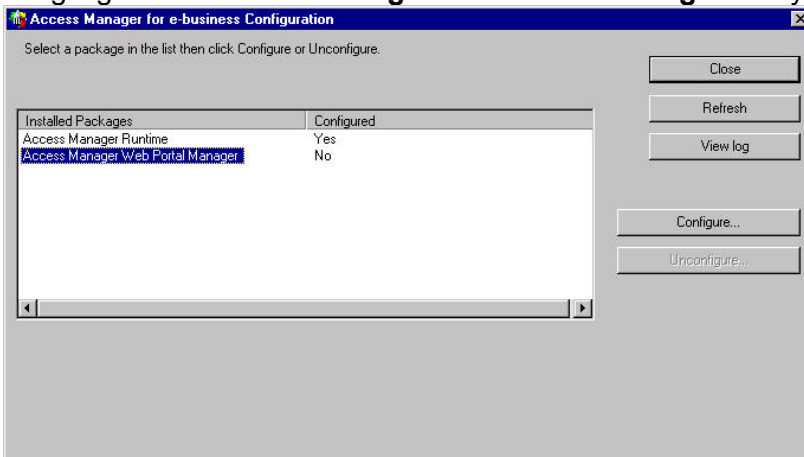 Access Manager for e-business Configuration
Select a package in the list then click Configure or Unconfigure.
Close
Refresh
View log
Installed Packages Configured
Access Manager Runtime Yes
Access Manager Web Portal Manager No
Configure...
Unconfigure...